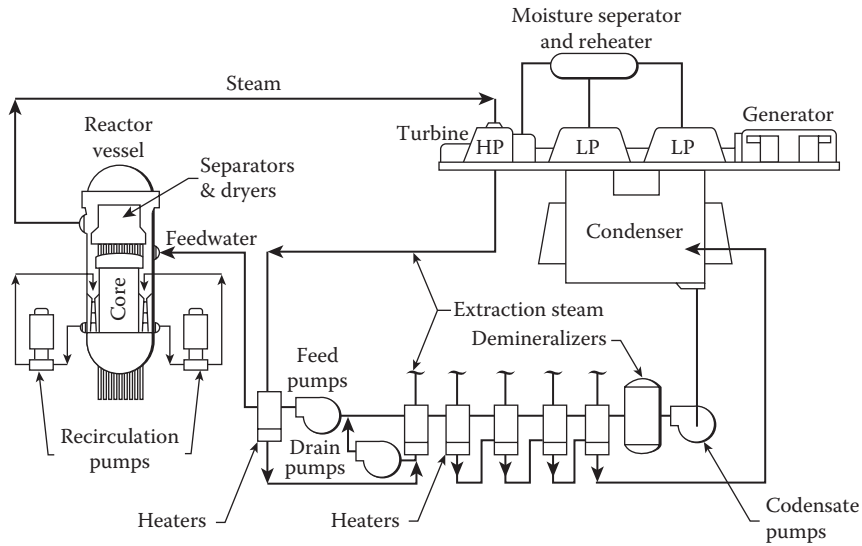 Moisture seperator
and reheater
Steam
Generator
Reactor
vessel
Turbine
HP
LP
LP
Separators
& dryers
Feedwater
Condenser
Core
Extraction steam
Demineralizers
Feed
pumps
Recirculation
pumps
Drain
pumps
Heaters
Heaters
Codensate
pumps